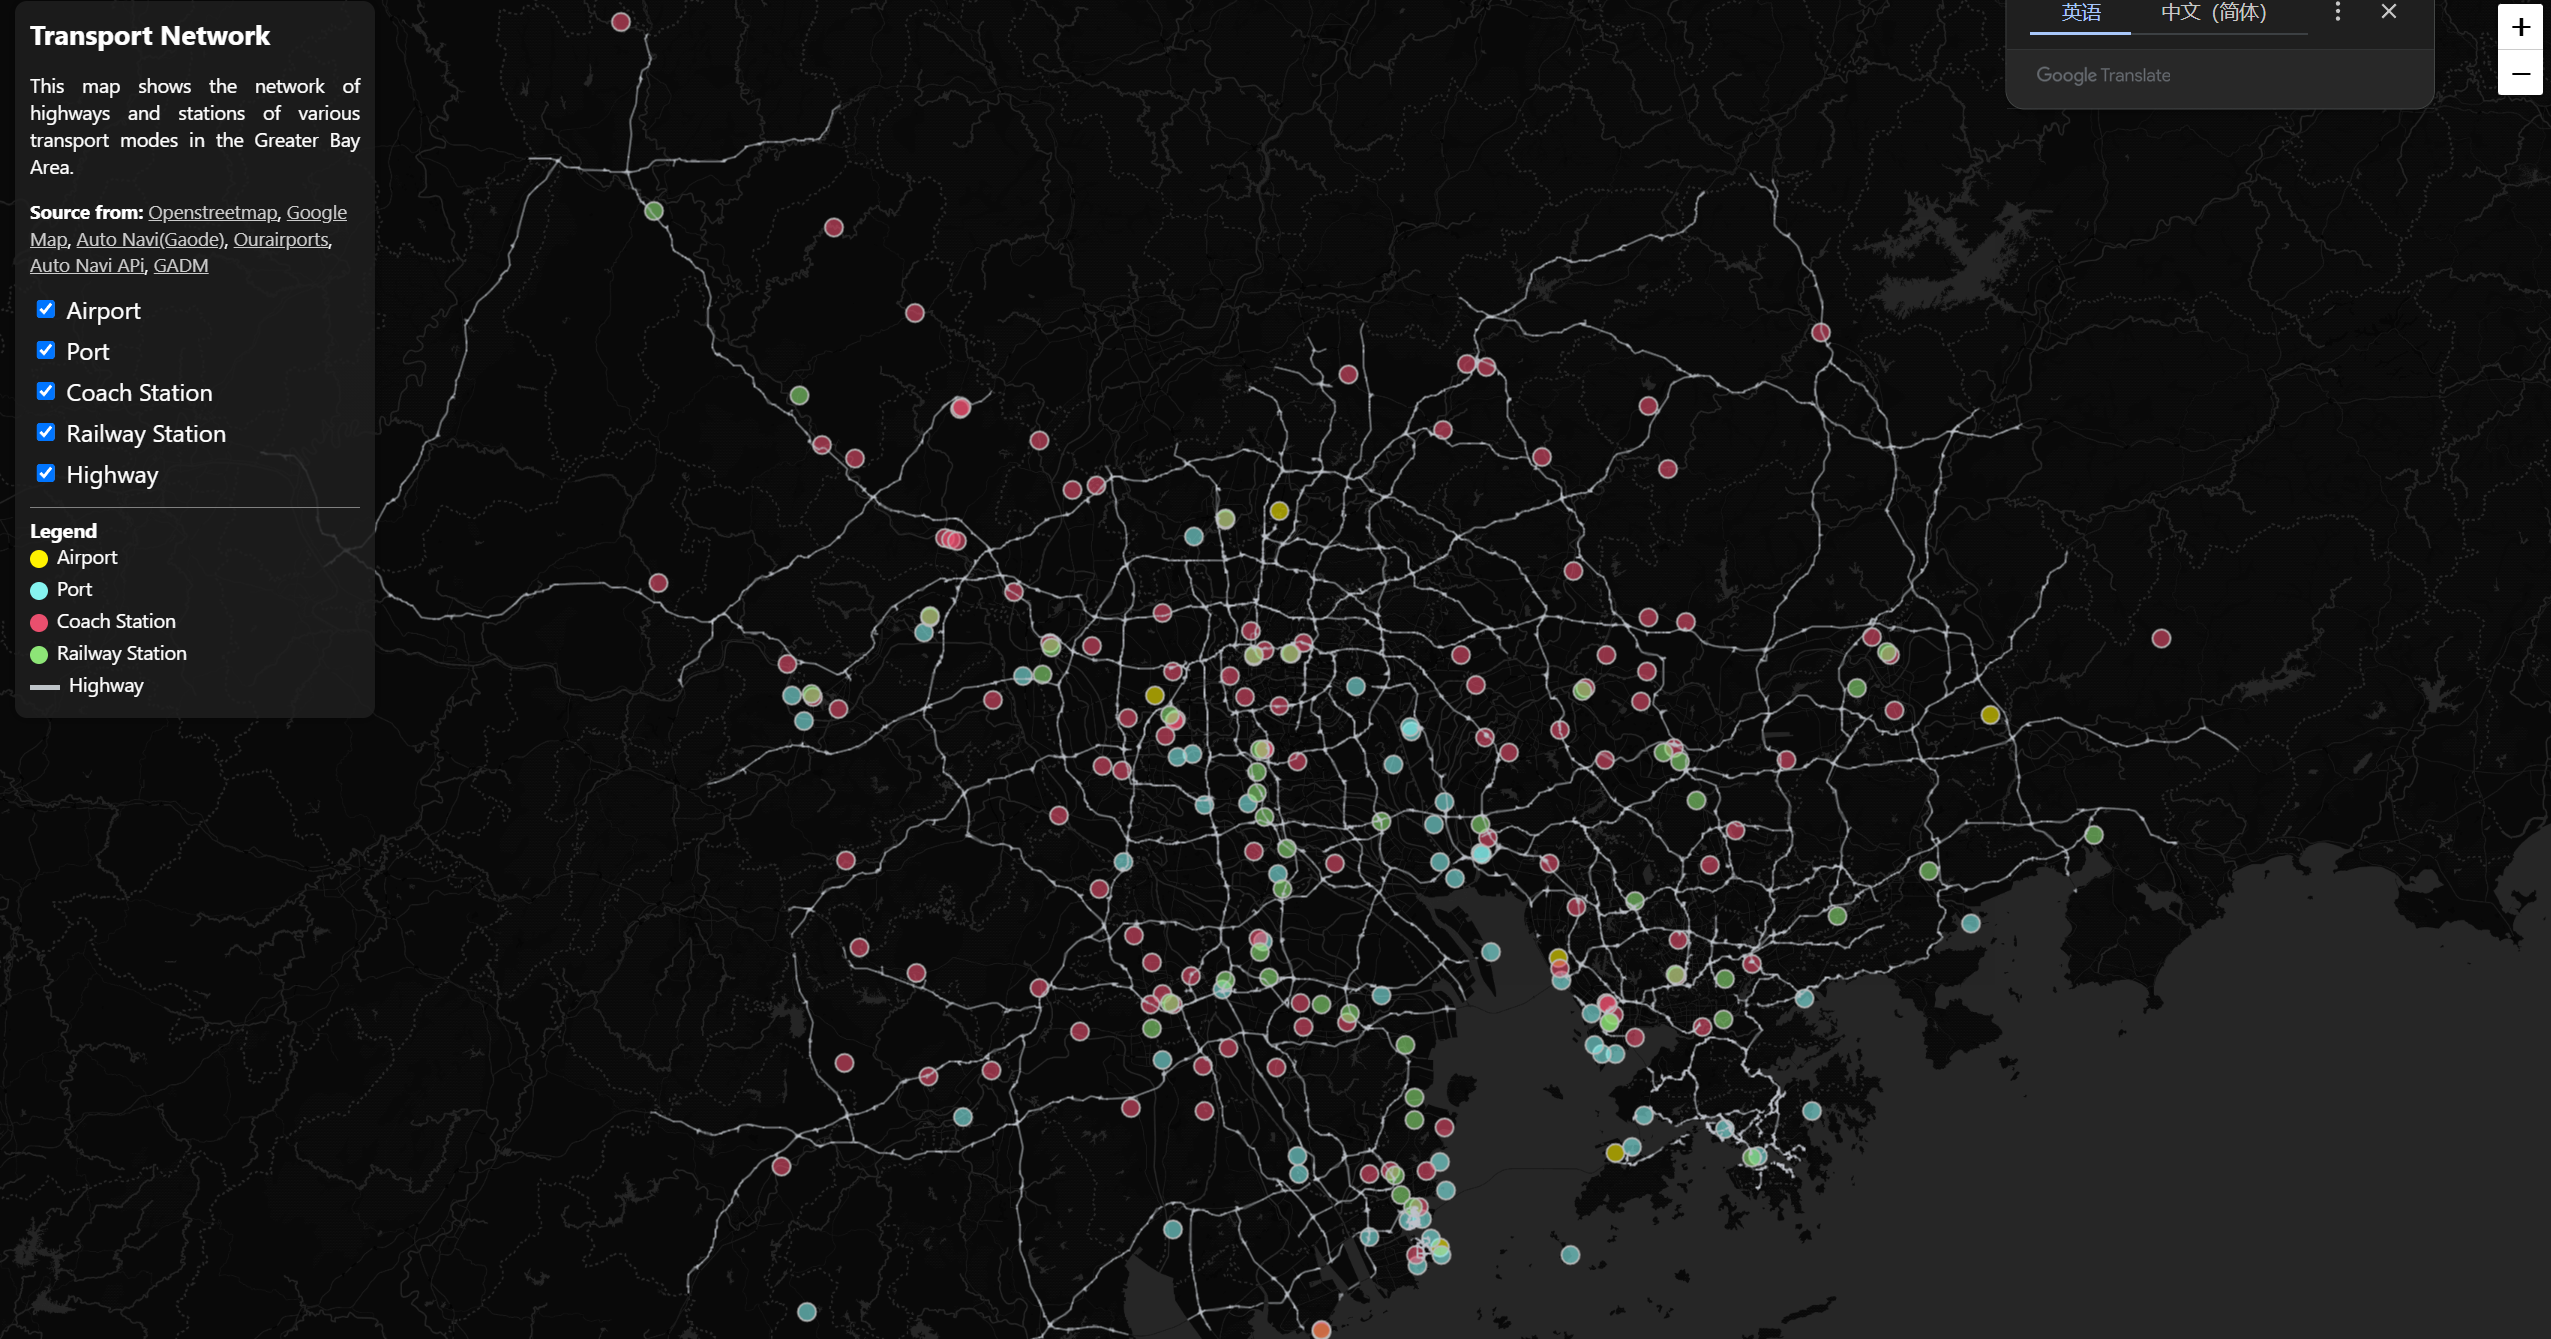 Transport Network
This map shows the network of
highways and stations of various
transport modes in the Greater Bay
Area.
Source from: Openstreetmap, Google
Map, Auto Navi(Gaode), Ourairports,
Auto Navi APi, GADM
Airport
Port
Coach Station
Railway Station
Highway
Legend
Airport
Port
Coach Station
Railway Station
Highway
英语 中文（简体）
Google Translate
+
−